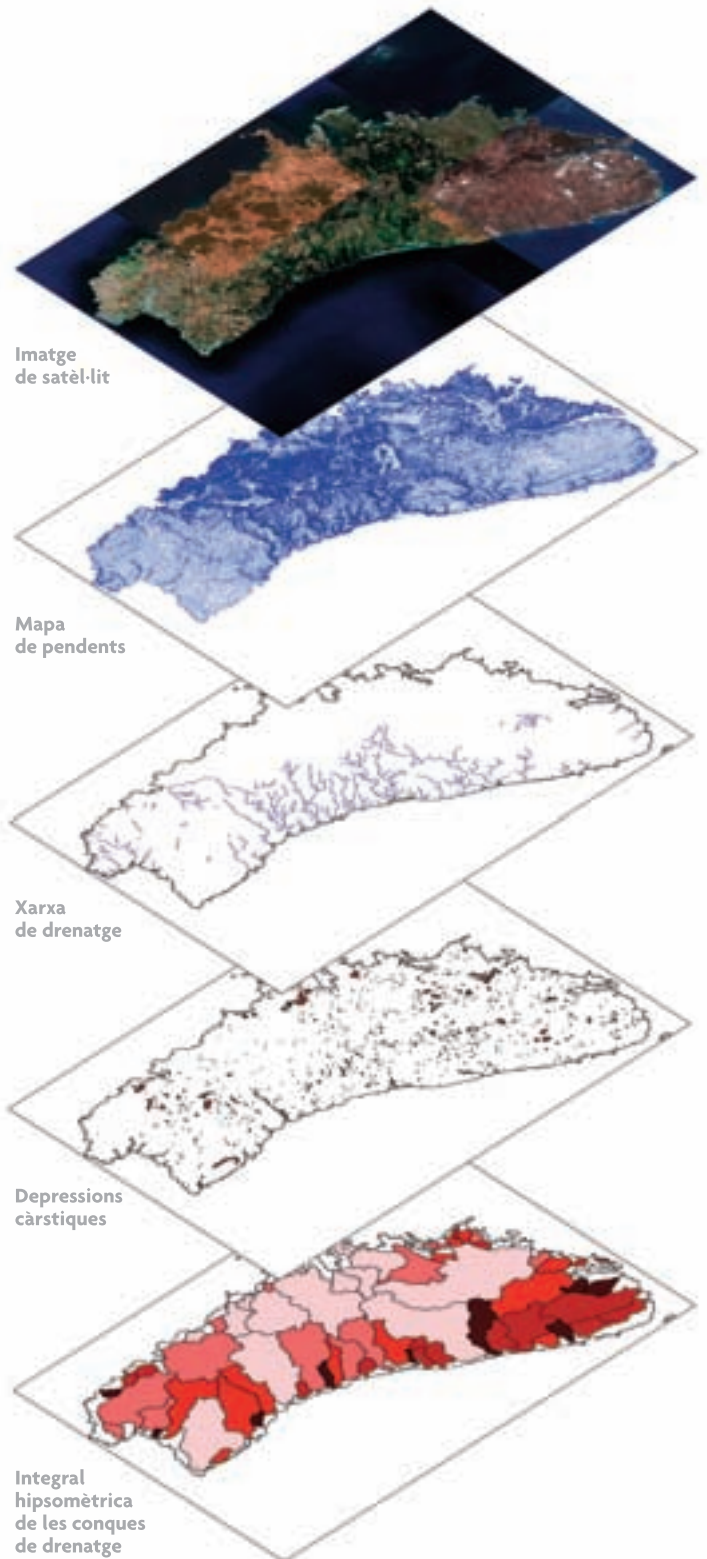 Imatge
de satèl·lit
Mapa
de pendents
Xarxa
de drenatge
Depressions
càrstiques
Integral
hipsomètrica
de les conques
de drenatge